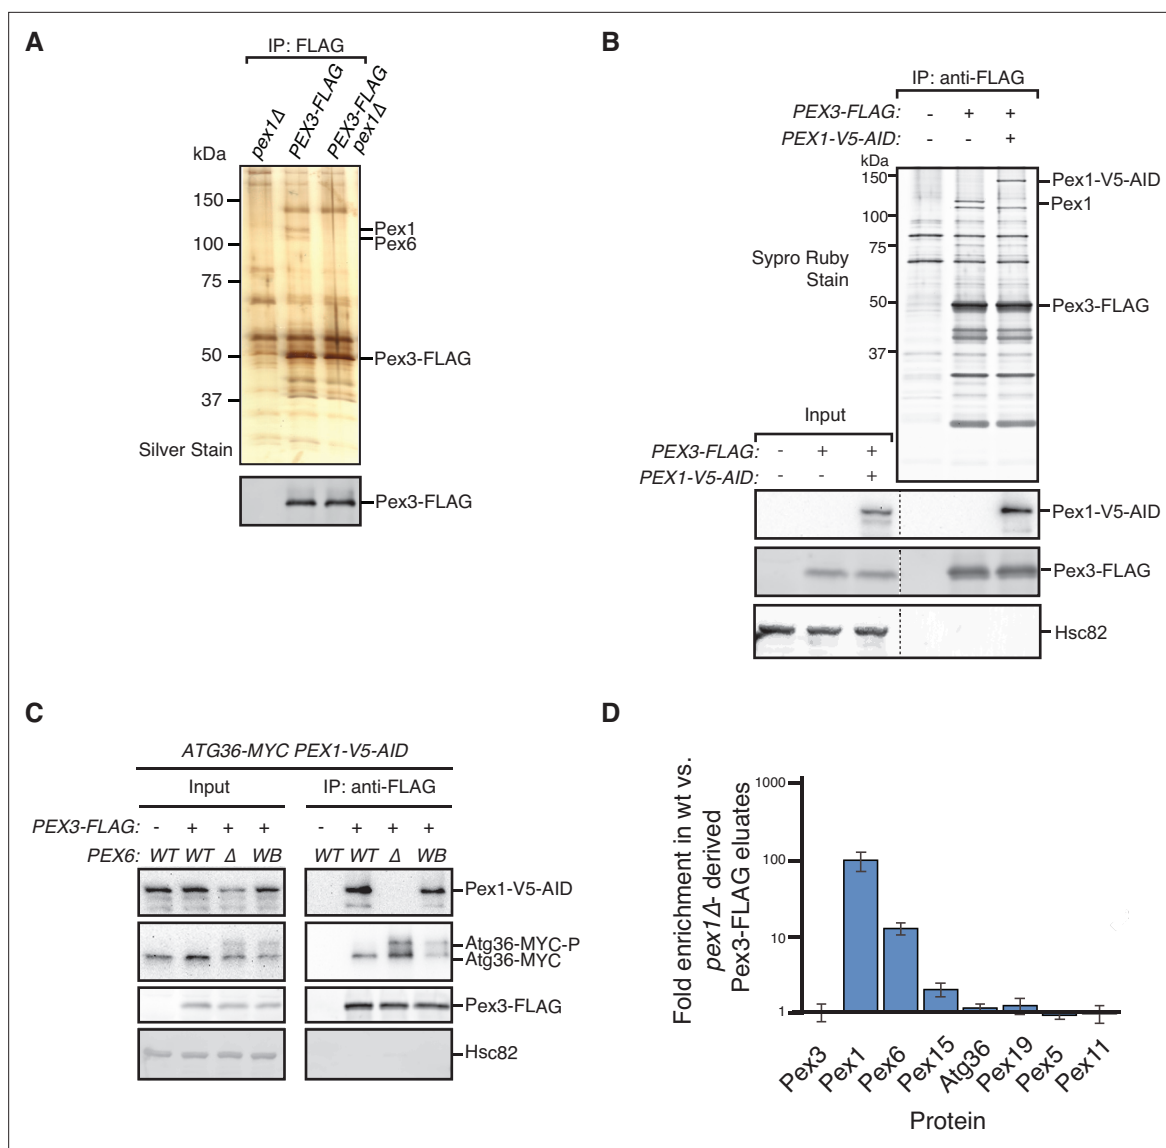 A
IP: FLAG
pex1Δ
PEX3-FLAG
PEX3-FLAG
pex1Δ
kDa
150
100
75
50
37
Pex1
Pex6
Pex3-FLAG
Silver Stain
Pex3-FLAG
B
IP: anti-FLAG
PEX3-FLAG: - + +
PEX1-V5-AID: - - +
kDa
150
100
75
50
37
Pex1-V5-AID
Pex1
Sypro Ruby
Stain
Pex3-FLAG
Input
PEX3-FLAG: - + +
PEX1-V5-AID: - - +
Pex1-V5-AID
Pex3-FLAG
Hsc82
C
ATG36-MYC PEX1-V5-AID
Input IP: anti-FLAG
PEX3-FLAG: - + + + - + + +
PEX6: WT WT Δ WB WT WT Δ WB
Pex1-V5-AID
Atg36-MYC-P
Atg36-MYC
Pex3-FLAG
Hsc82
D
Fold enrichment in wt vs.
pex1Δ- derived
Pex3-FLAG eluates
1000
100
10
1
Pex3
Pex1
Pex6
Pex15
Atg36
Pex19
Pex5
Pex11
Protein